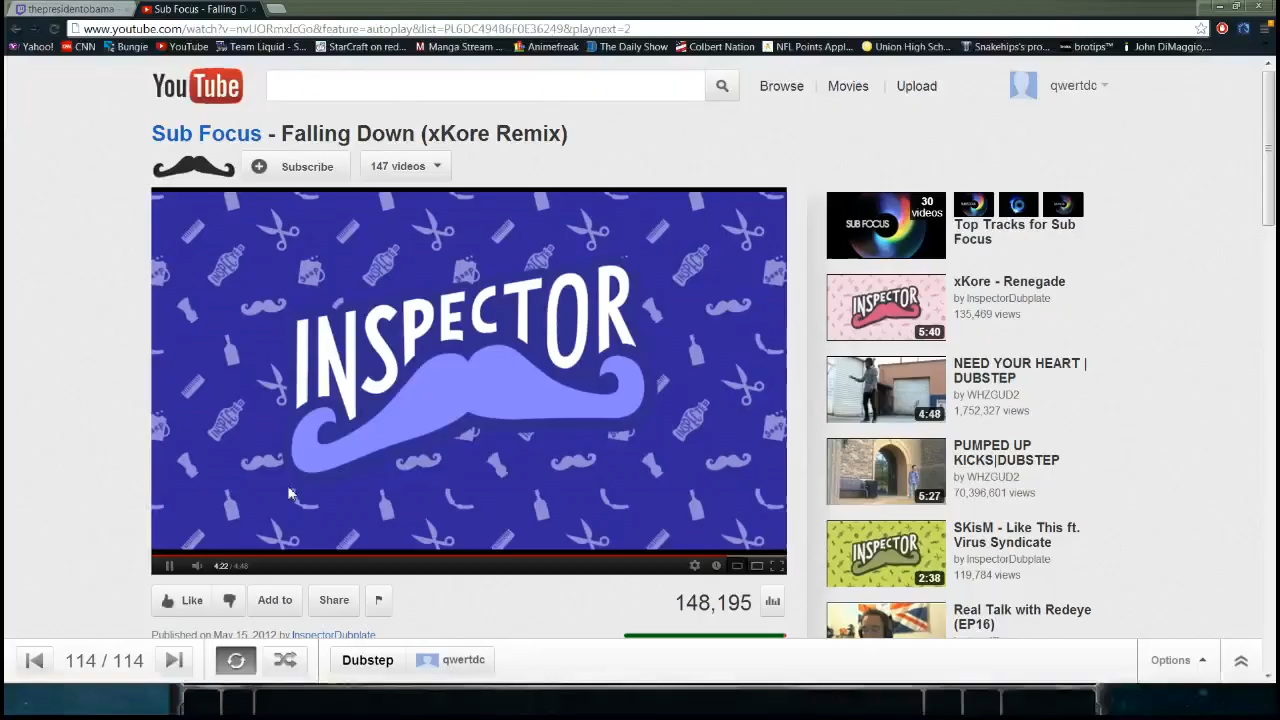 thepresidentobama
Sub Focus - Falling D
www.youtube.com/watch?v=nvUQRmxIcGo&feature=autoplay&list=PL6DC494B6F0E36249&playnext=2
Yahoo! CNN Bungie YouTube Team Liquid - ... StarCraft on red... Manga Stream ... Animefreak The Daily Show Colbert Nation NFL Points Appl... Union High Sch... Snakehips's pro... brotips™ John DiMaggio,...
YouTube
Browse Movies Upload qwertdc
Sub Focus - Falling Down (xKore Remix)
Subscribe 147 videos
INSPECTOR
4:22 / 4:48
Like Add to Share
148,195
Published on May 15, 2012 by InspectorDubplate
SUB FOCUS
30
videos
Top Tracks for Sub
Focus
INSPECTOR
5:40
xKore - Renegade
by InspectorDubplate
135,469 views
4:48
NEED YOUR HEART |
DUBSTEP
by WHZGUD2
1,752,327 views
5:27
PUMPED UP
KICKS|DUBSTEP
by WHZGUD2
70,396,601 views
INSPECTOR
2:38
SKisM - Like This ft.
Virus Syndicate
by InspectorDubplate
119,784 views
Real Talk with Redeye
(EP16)
114 / 114 Dubstep qwertdc Options